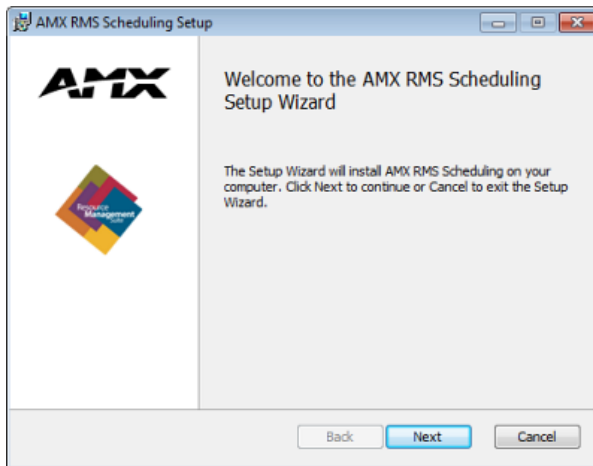 AMX RMS Scheduling Setup
AMX
Welcome to the AMX RMS Scheduling
Setup Wizard
The Setup Wizard will install AMX RMS Scheduling on your
computer. Click Next to continue or Cancel to exit the Setup
Wizard.
Resource
Management
Suite
Back
Next
Cancel